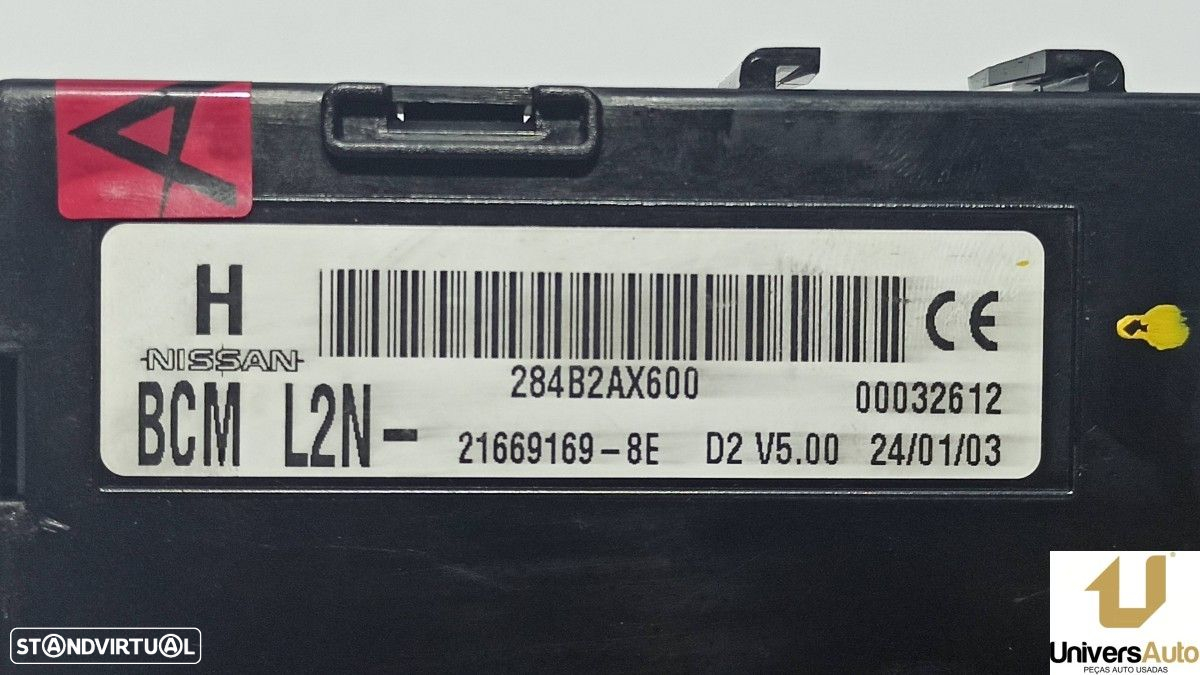 A
H
NISSAN
284B2AX600
00032612
BCM L2N-
21669169-8E D2 V5.00 24/01/03
CE
STANDVIRTUAL
UniversAuto
PEÇAS AUTO USADAS